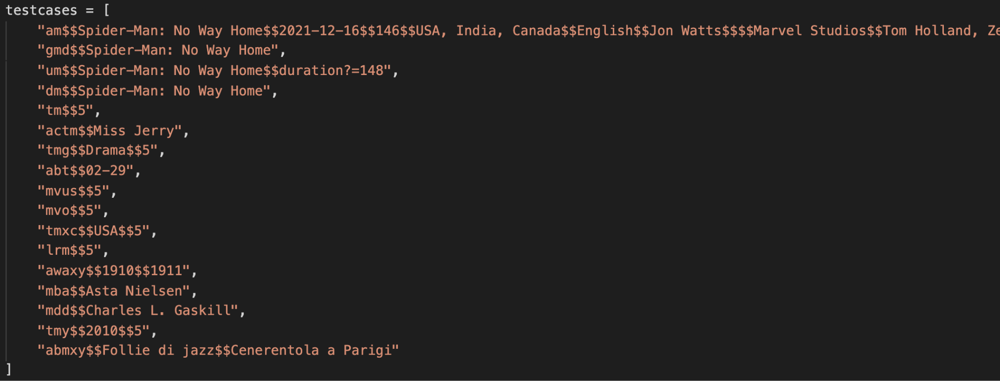 testcases = [
"am$$Spider-Man: No Way Home$$2021-12-16$$146$$USA, India, Canada$$English$$Jon Watts$$$$Marvel Studios$$Tom Holland, Ze
"gmd$$Spider-Man: No Way Home",
"um$$Spider-Man: No Way Home$$duration?=148",
"dm$$Spider-Man: No Way Home",
"tm$$5",
"actm$$Miss Jerry",
"tmg$$Drama$$5",
"abt$$02-29",
"mvus$$5",
"mvo$$5",
"tmxc$$USA$$5",
"lrm$$5",
"awaxy$$1910$$1911",
"mba$$Asta Nielsen",
"mdd$$Charles L. Gaskill",
"tmy$$2010$$5",
"abmxy$$Follie di jazz$$Cenerentola a Parigi"
]